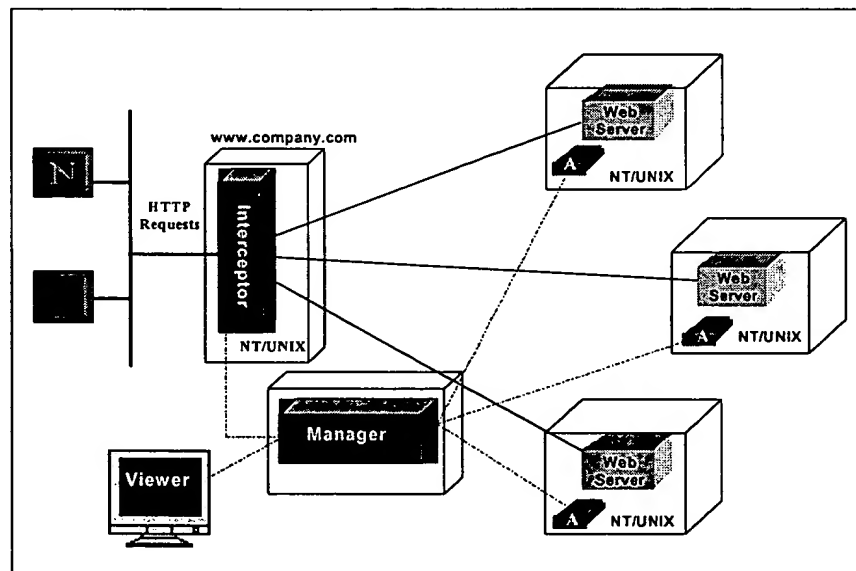 Web
Server
A
NT/UNIX
www.company.com
N
HTTP
Requests
Interceptor
NT/UNIX
Web
Server
A
NT/UNIX
Manager
Web
Server
A
NT/UNIX
Viewer